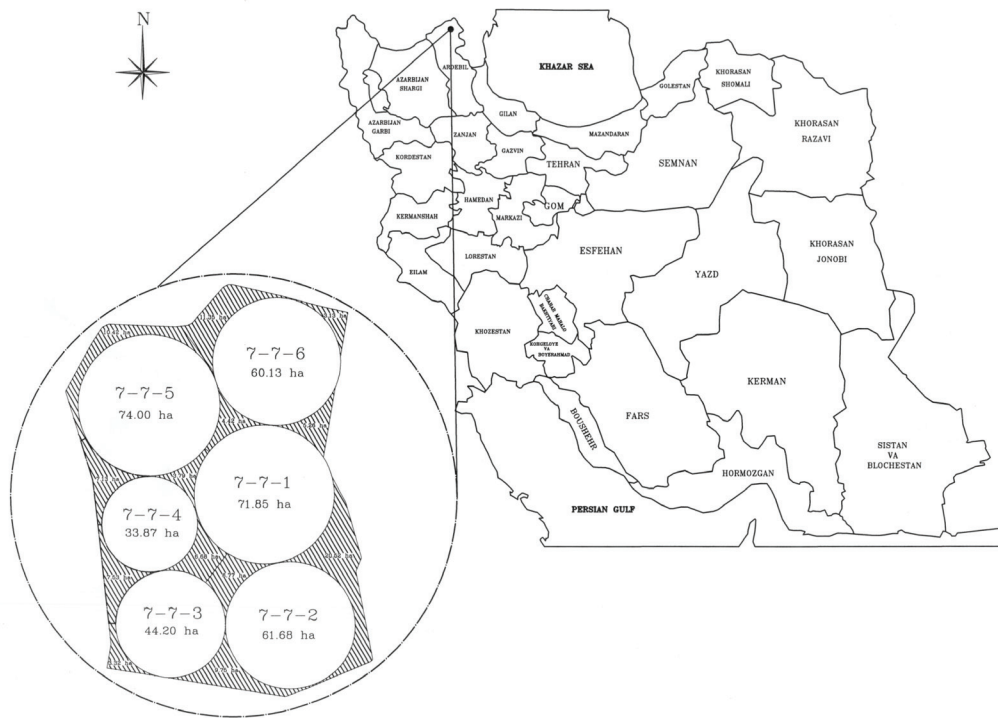 N
KHAZAR SEA
ARDEBIL
AZARBIJAN
SHARGI
AZARBIJAN
GARBI
GILAN
ZANJAN
GAZVIN
MAZANDARAN
GOLESTAN
KHORASAN
SHOMALI
KHORASAN
RAZAVI
KORDESTAN
TEHRAN
SEMNAN
HAMEDAN
MARKAZI
GOM
KERMANSHAH
EILAM
LORESTAN
ESFEHAN
YAZD
KHORASAN
JONOBI
KHOZESTAN
VA
BOYERAHMAD
KERMAN
FARS
BOUSHEHR
HORMOZGAN
SISTAN
VA
BLOCHESTAN
PERSIAN GULF
7-7-6
60.13 ha
7-7-5
74.00 ha
7-7-1
71.85 ha
7-7-4
33.87 ha
7-7-3
44.20 ha
7-7-2
61.68 ha